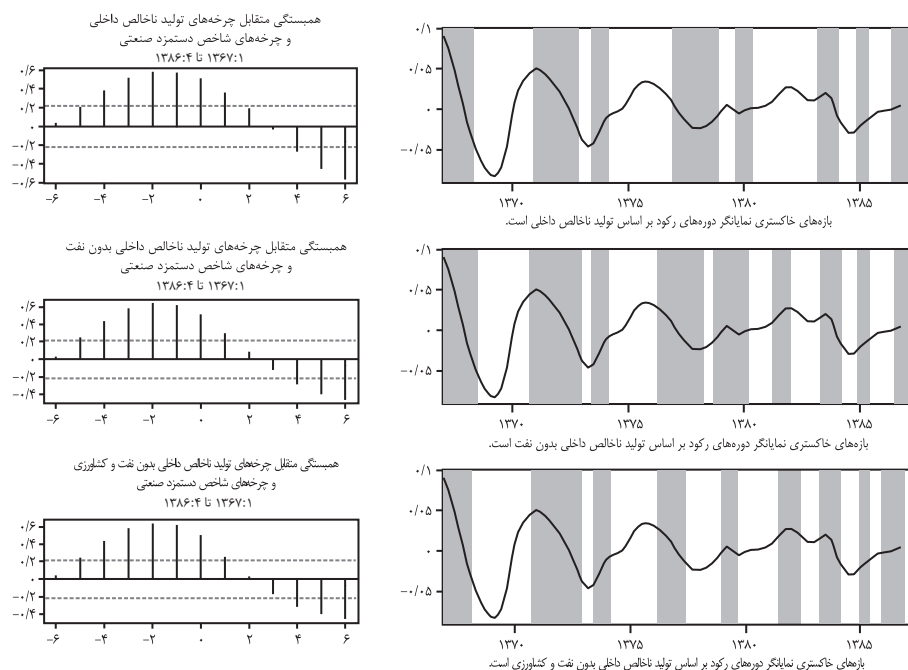 همبستگی متقابل چرخه‌های تولید ناخالص داخلی
و چرخه‌های شاخص دستمزد صنعتی
۱۳۶۷:۱ تا ۱۳۸۶:۴
۰/۶
۰/۴
۰/۲
۰
−۰/۲
−۰/۴
−۰/۶
−۶ −۴ −۲ ۰ ۲ ۴ ۶
۰/۱
۰/۰۵
۰
−۰/۰۵
۱۳۷۰ ۱۳۷۵ ۱۳۸۰ ۱۳۸۵
بازه‌های خاکستری نمایانگر دوره‌های رکود بر اساس تولید ناخالص داخلی است.
همبستگی متقابل چرخه‌های تولید ناخالص داخلی بدون نفت
و چرخه‌های شاخص دستمزد صنعتی
۱۳۶۷:۱ تا ۱۳۸۶:۴
۰/۶
۰/۴
۰/۲
۰
−۰/۲
−۰/۴
−۶ −۴ −۲ ۰ ۲ ۴ ۶
۰/۱
۰/۰۵
۰
−۰/۰۵
۱۳۷۰ ۱۳۷۵ ۱۳۸۰ ۱۳۸۵
بازه‌های خاکستری نمایانگر دوره‌های رکود بر اساس تولید ناخالص داخلی بدون نفت است.
همبستگی متقابل چرخه‌های تولید ناخالص داخلی بدون نفت و کشاورزی
و چرخه‌های شاخص دستمزد صنعتی
۱۳۶۷:۱ تا ۱۳۸۶:۴
۰/۶
۰/۴
۰/۲
۰
−۰/۲
−۰/۴
−۶ −۴ −۲ ۰ ۲ ۴ ۶
۰/۱
۰/۰۵
۰
−۰/۰۵
۱۳۷۰ ۱۳۷۵ ۱۳۸۰ ۱۳۸۵
بازه‌های خاکستری نمایانگر دوره‌های رکود بر اساس تولید ناخالص داخلی بدون نفت و کشاورزی است.